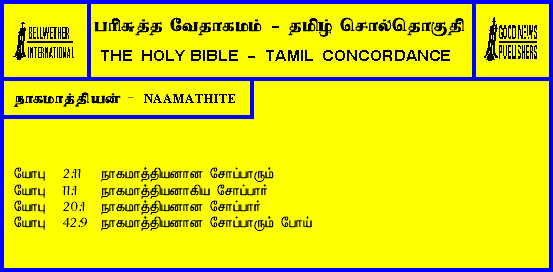 BELLWETHER
INTERNATIONAL
பரிசுத்த வேதாகமம் - தமிழ் சொல்தொகுதி
THE HOLY BIBLE - TAMIL CONCORDANCE
GOOD NEWS
PUBLISHERS
நாகமாத்தியன் - NAAMATHITE
யோபு 2:11 நாகமாத்தியனான சோப்பாரும்
யோபு 11:1 நாகமாத்தியனாகிய சோப்பார்
யோபு 20:1 நாகமாத்தியனான சோப்பார்
யோபு 42:9 நாகமாத்தியனான சோப்பாரும் போய்